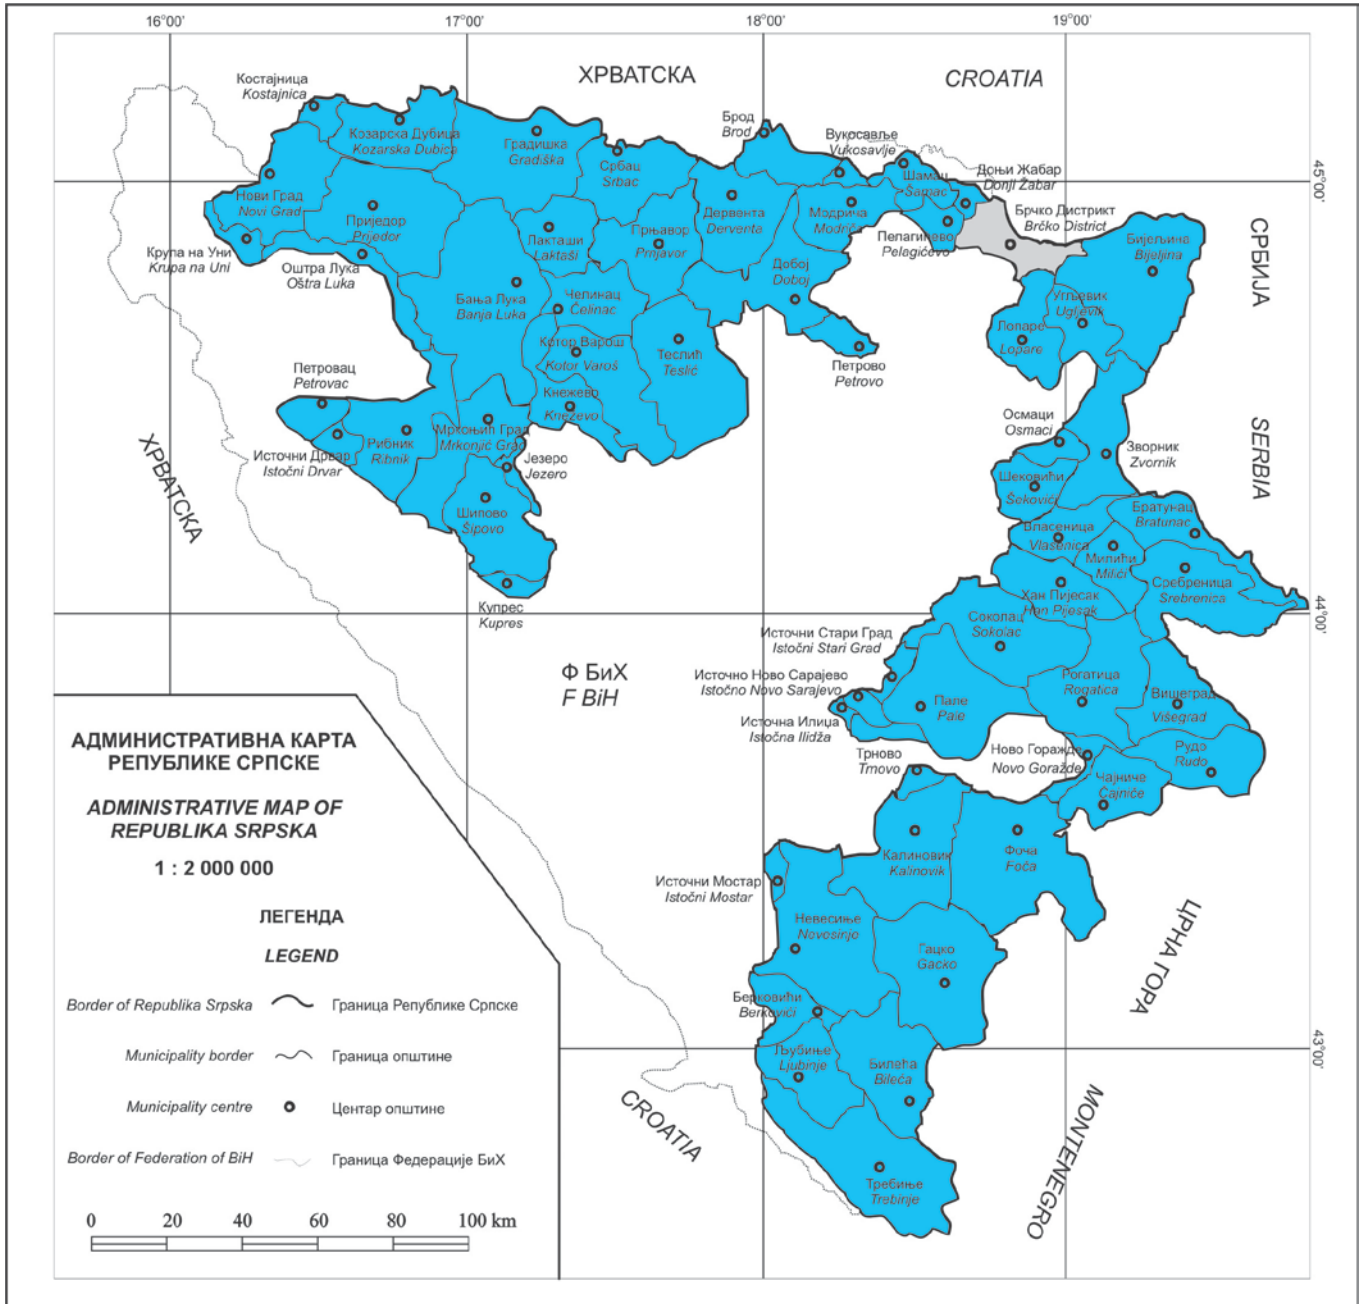 16°00'
17°00'
18°00'
19°00'
ХРВАТСКА
CROATIA
Костајница
Kostajnica
Козарска Дубица
Kozarska Dubica
Градишка
Gradiška
Србац
Srbac
Брод
Brod
Вукосавље
Vukosavlje
Шамац
Šamac
Доњи Жабар
Donji Žabar
45°00'
Нови Град
Novi Grad
Приједор
Prijedor
Лакташи
Laktaši
Прњавор
Prnjavor
Дервента
Derventa
Модрича
Modriča
Пелагићево
Pelagićevo
Брчко Дистрикт
Brčko District
Бијељина
Bijeljina
СРБИЈА
Крупа на Уни
Krupa na Uni
Оштра Лука
Oštra Luka
Бања Лука
Banja Luka
Челинац
Čelinac
Добој
Doboj
Угљевик
Ugljevik
Лопаре
Lopare
Котор Варош
Kotor Varoš
Теслић
Teslić
Петрово
Petrovo
Петровац
Petrovac
Кнежево
Kneževo
Осмаци
Osmaci
Зворник
Zvornik
SERBIA
ХРВАТСКА
Источни Дрвар
Istočni Drvar
Рибник
Ribnik
Мркоњић Град
Mrkonjić Grad
Језеро
Jezero
Шековићи
Šekovići
Шипово
Šipovo
Братунац
Bratunac
Власеница
Vlasenica
Милићи
Milići
Сребреница
Srebrenica
Хан Пијесак
Han Pijesak
Купрес
Kupres
44°00'
Соколац
Sokolac
Источни Стари Град
Istočni Stari Grad
Ф БиХ
F BiH
Источно Ново Сарајево
Istočno Novo Sarajevo
Рогатица
Rogatica
Вишеград
Višegrad
Пале
Pale
Источна Илиџа
Istočna Ilidža
Трново
Trnovo
Ново Горажде
Novo Goražde
Рудо
Rudo
Чајниче
Čajniče
Калиновик
Kalinovik
Фоча
Foča
Источни Мостар
Istočni Mostar
Невесиње
Nevesinje
Гацко
Gacko
ЦРНА ГОРА
Берковићи
Berkovići
43°00'
Љубиње
Ljubinje
Билећа
Bileća
CROATIA
MONTENEGRO
Требиње
Trebinje
АДМИНИСТРАТИВНА КАРТА
РЕПУБЛИКЕ СРПСКЕ
ADMINISTRATIVE MAP OF
REPUBLIKA SRPSKA
1 : 2 000 000
ЛЕГЕНДА
LEGEND
Border of Republika Srpska Граница Републике Српске
Municipality border Граница општине
Municipality centre Центар општине
Border of Federation of BiH Граница Федерације БиХ
0 20 40 60 80 100 km